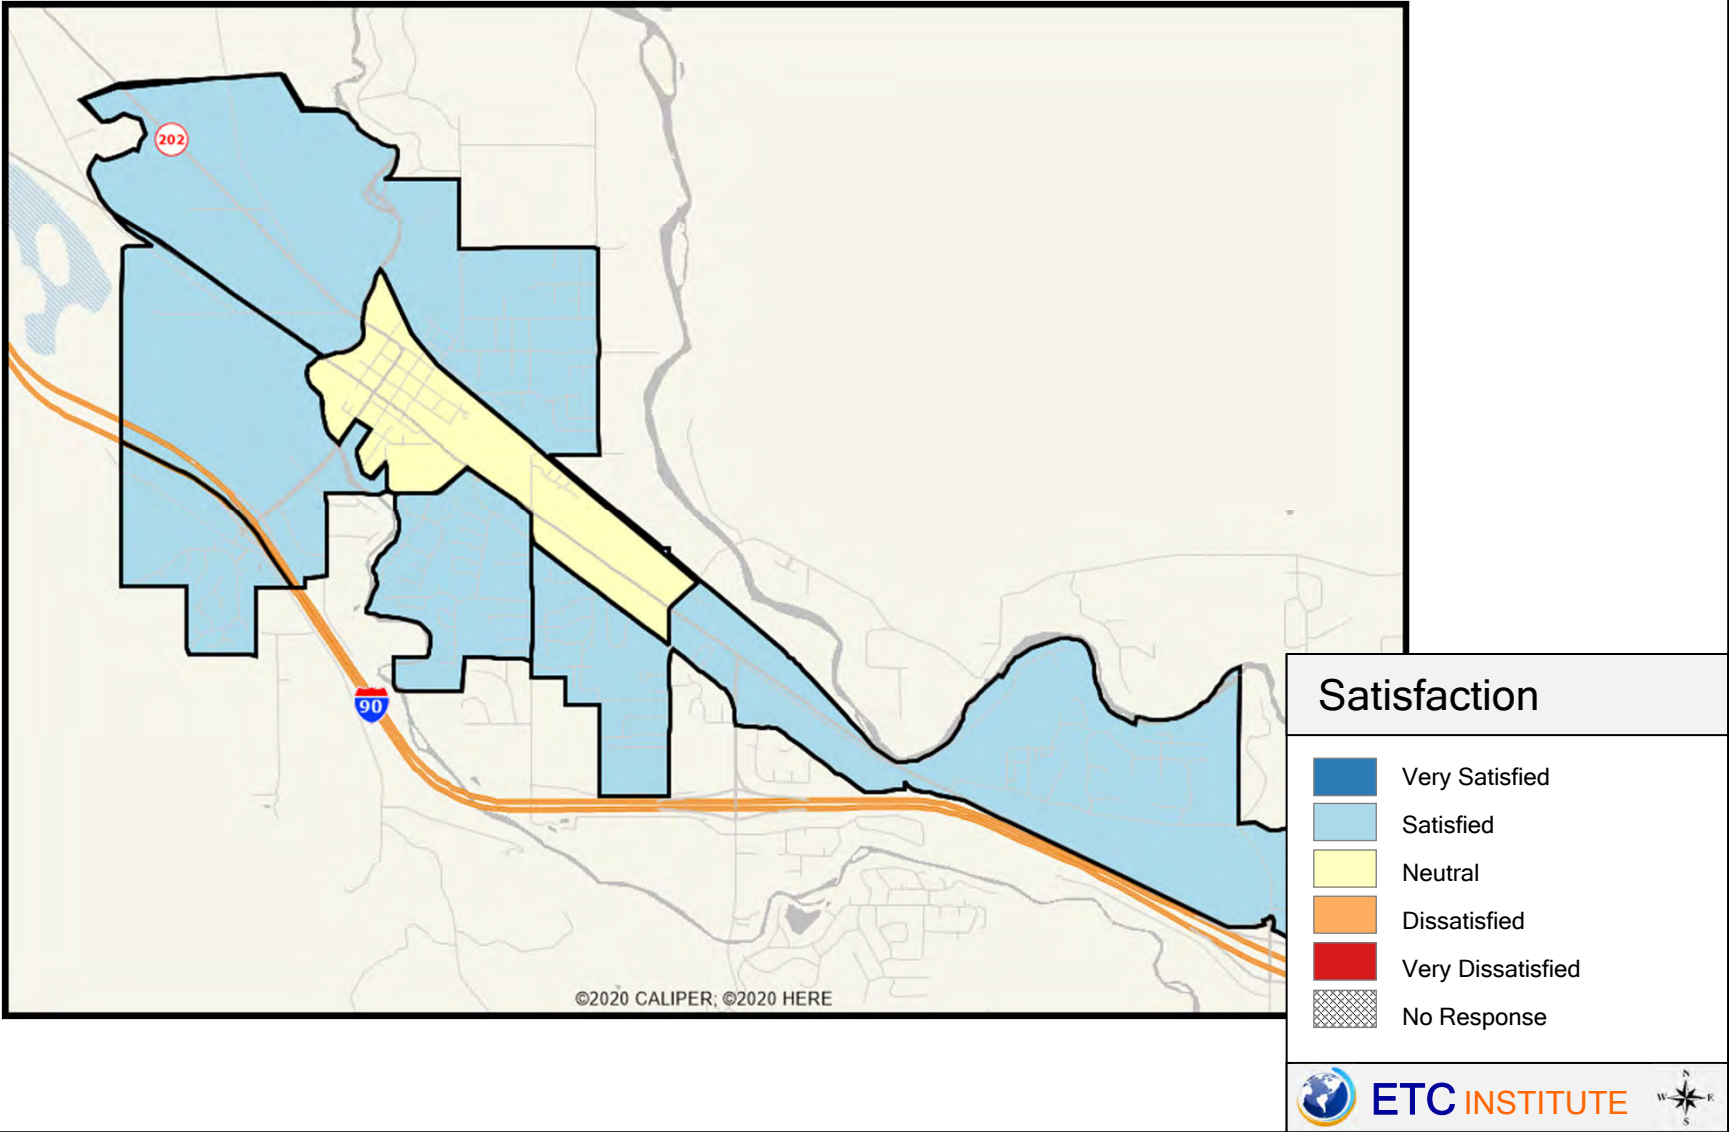 202
90
©2020 CALIPER; ©2020 HERE
Satisfaction
Very Satisfied
Satisfied
Neutral
Dissatisfied
Very Dissatisfied
No Response
ETC INSTITUTE
N
W E
S